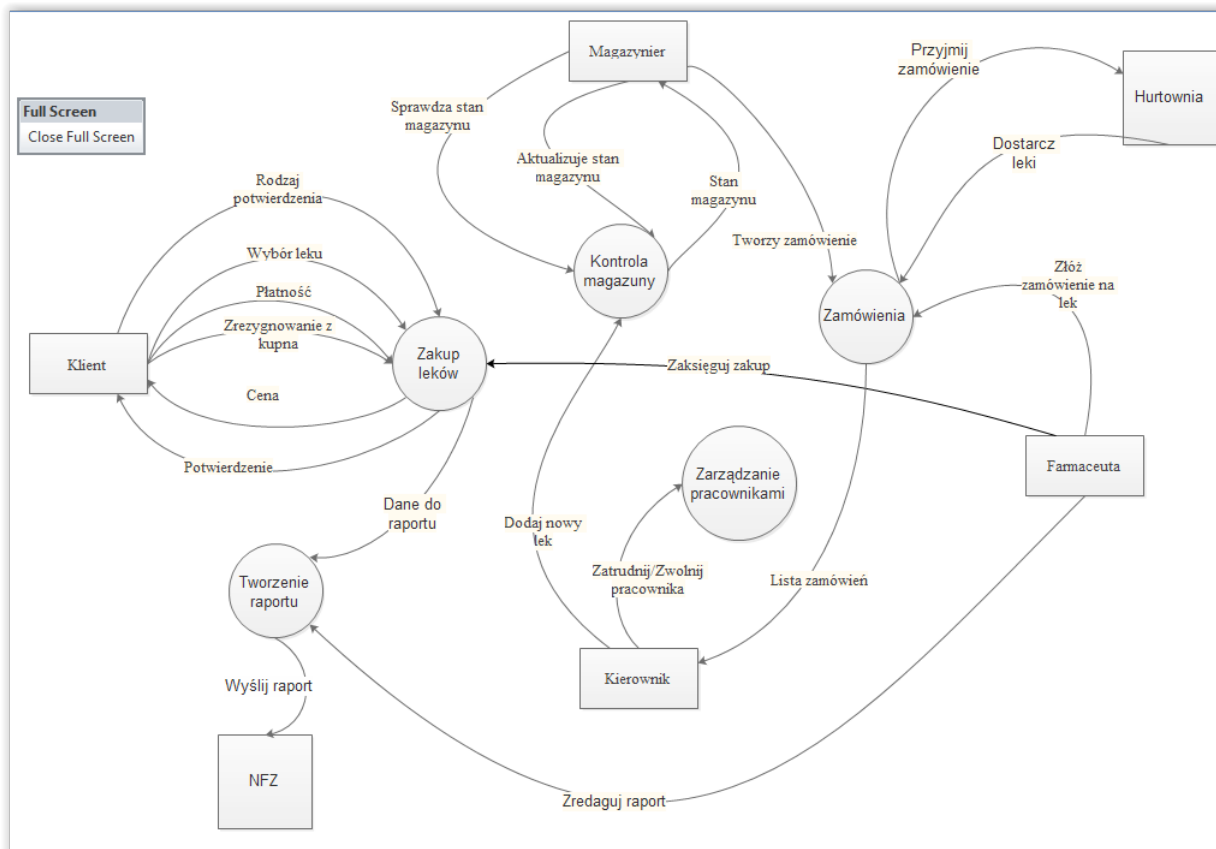 Full Screen
Close Full Screen
Magazynier
Przyjmij
zamówienie
Hurtownia
Sprawdza stan
magazynu
Aktualizuje stan
magazynu
Stan
magazynu
Dostarcz
leki
Rodzaj
potwierdzenia
Wybór leku
Płatność
Zrezygnowanie z
kupna
Klient
Cena
Potwierdzenie
Zakup
leków
Kontrola
magazuny
Tworzy zamówienie
Zamówienia
Złóż
zamówienie na
lek
Zaksięguj zakup
Farmaceuta
Zarządzanie
pracownikami
Dane do
raportu
Dodaj nowy
lek
Zatrudnij/Zwolnij
pracownika
Lista zamówień
Tworzenie
raportu
Kierownik
Wyślij raport
NFZ
Zredaguj raport